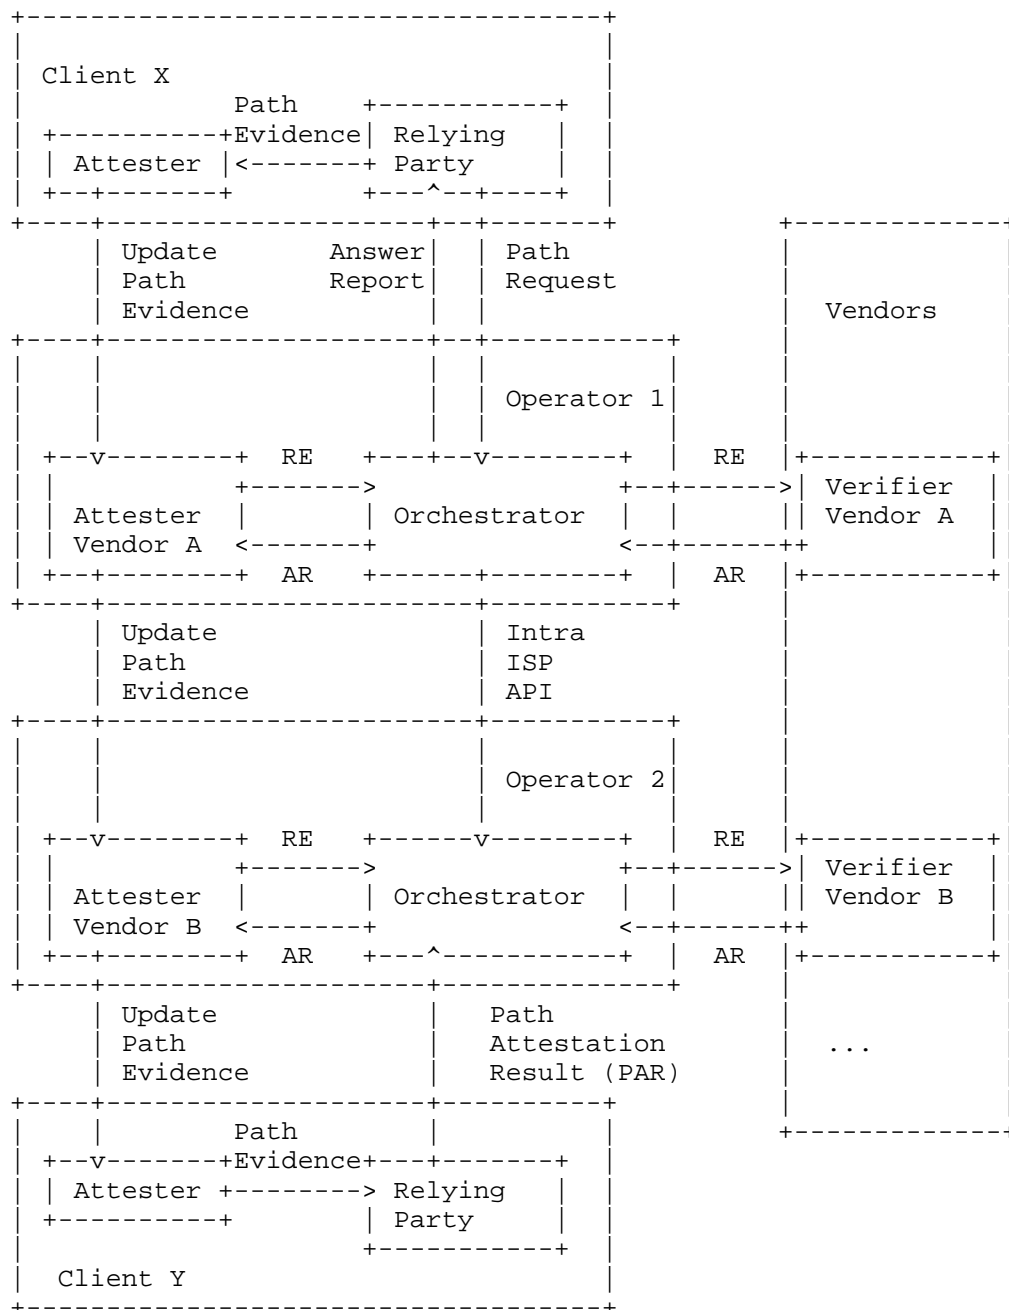 Client X
Path
Evidence Relying
Attester Party
Update Answer Path
Path Report Request
Evidence Vendors
Operator 1
RE RE
Verifier
Attester Orchestrator Vendor A
Vendor A
AR AR
Update Intra
Path ISP
Evidence API
Operator 2
RE RE
Verifier
Attester Orchestrator Vendor B
Vendor B
AR AR
Update Path
Path Attestation ...
Evidence Result (PAR)
Path
Evidence
Attester Relying
Party
Client Y